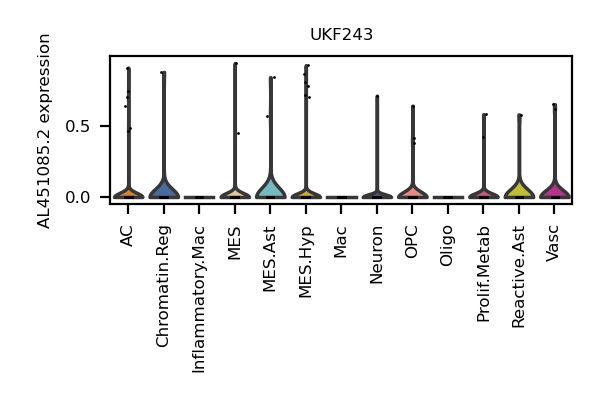 UKF243
AL451085.2 expression
0.5
0.0
AC
Chromatin.Reg
Inflammatory.Mac
MES
MES.Ast
MES.Hyp
Mac
Neuron
OPC
Oligo
Prolif.Metab
Reactive.Ast
Vasc